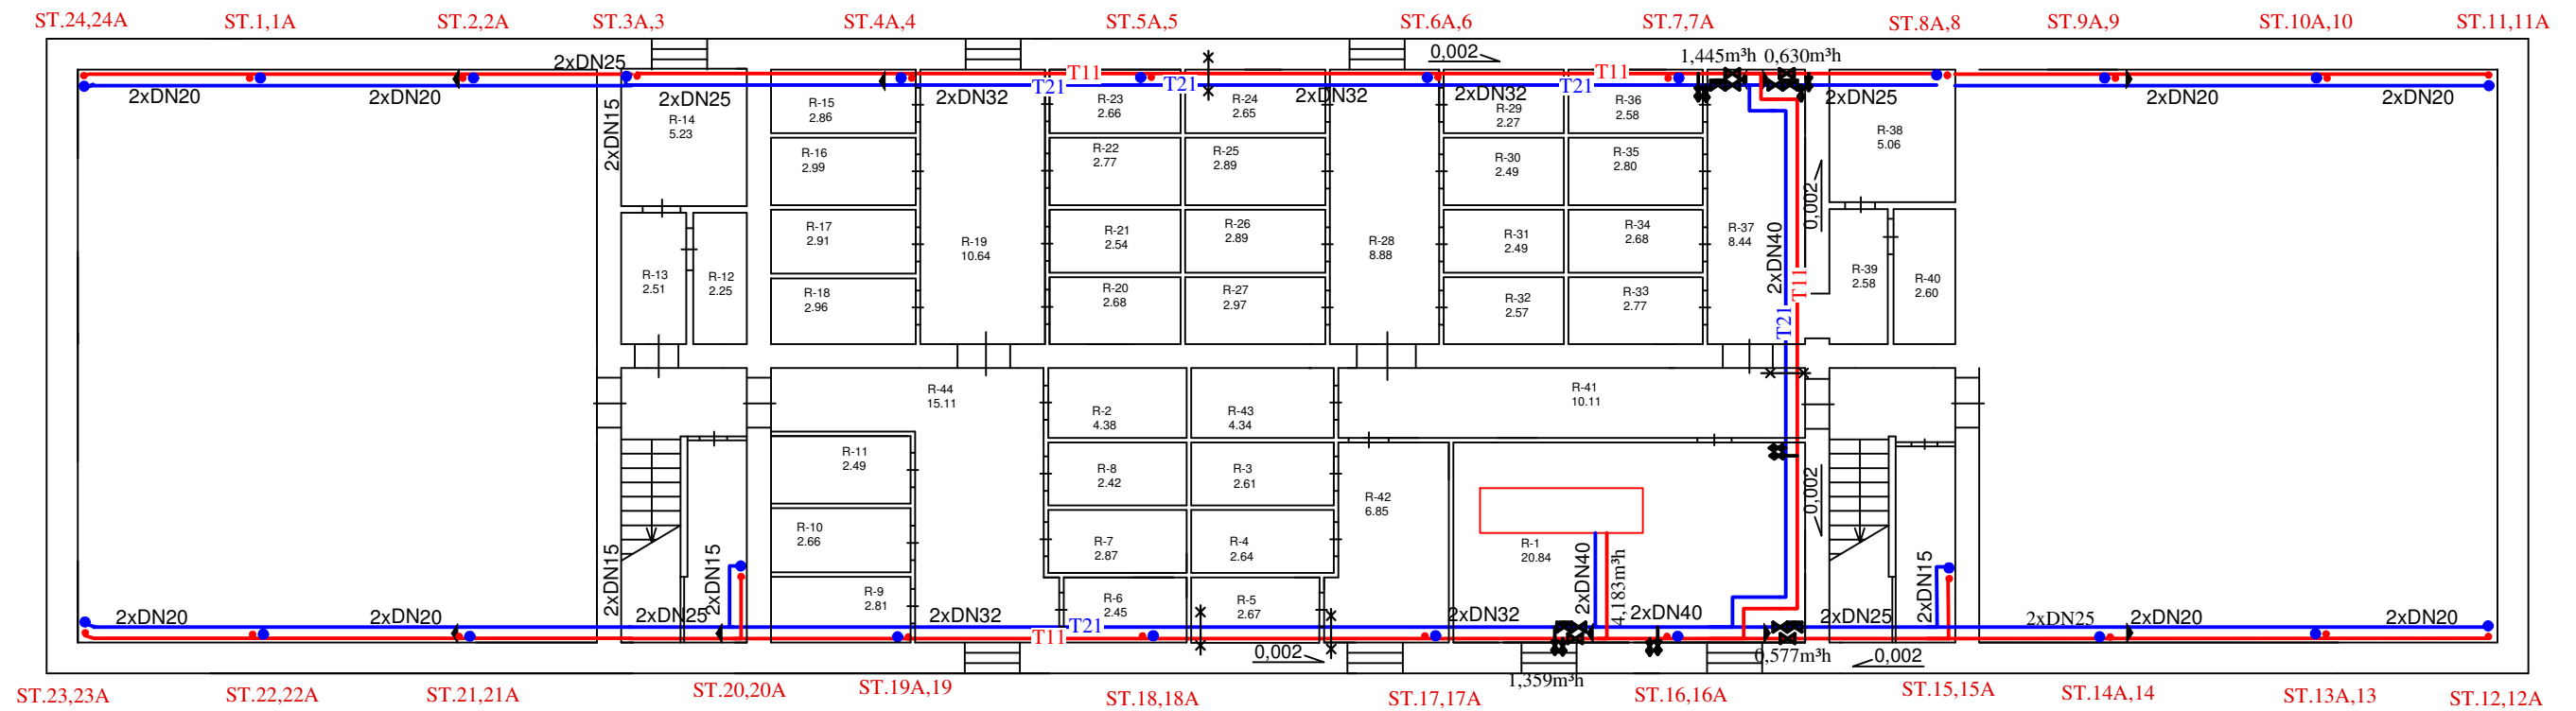 ST.24,24A
ST.1,1A
ST.2,2A
ST.3A,3
ST.4A,4
ST.5A,5
ST.6A,6
ST.7,7A
ST.8A,8
ST.9A,9
ST.10A,10
ST.11,11A
2xDN25
0,002
1,445m³h
0,630m³h
T11
T11
T21
T21
T21
2xDN20
2xDN20
2xDN25
2xDN32
2xDN32
2xDN32
2xDN25
2xDN20
2xDN20
2xDN15
R-14
5.23
R-15
2.86
R-23
2.66
R-24
2.65
R-29
2.27
R-36
2.58
R-38
5.06
R-16
2.99
R-22
2.77
R-25
2.89
R-30
2.49
R-35
2.80
0,002
R-17
2.91
R-19
10.64
R-21
2.54
R-26
2.89
R-28
8.88
R-31
2.49
R-34
2.68
R-37
8.44
2xDN40
T11
T21
R-13
2.51
R-12
2.25
R-18
2.96
R-20
2.68
R-27
2.97
R-32
2.57
R-33
2.77
R-39
2.58
R-40
2.60
R-44
15.11
R-2
4.38
R-43
4.34
R-41
10.11
R-11
2.49
R-8
2.42
R-3
2.61
R-42
6.85
0,002
R-10
2.66
R-7
2.87
R-4
2.64
R-1
20.84
2xDN40
4,183m³h
2xDN15
2xDN15
2xDN15
R-9
2.81
R-6
2.45
R-5
2.67
2xDN20
2xDN20
2xDN25
2xDN32
2xDN32
2xDN40
2xDN25
2xDN25
2xDN20
2xDN20
T21
T11
0,002
0,577m³h
0,002
1,359m³h
ST.23,23A
ST.22,22A
ST.21,21A
ST.20,20A
ST.19A,19
ST.18,18A
ST.17,17A
ST.16,16A
ST.15,15A
ST.14A,14
ST.13A,13
ST.12,12A